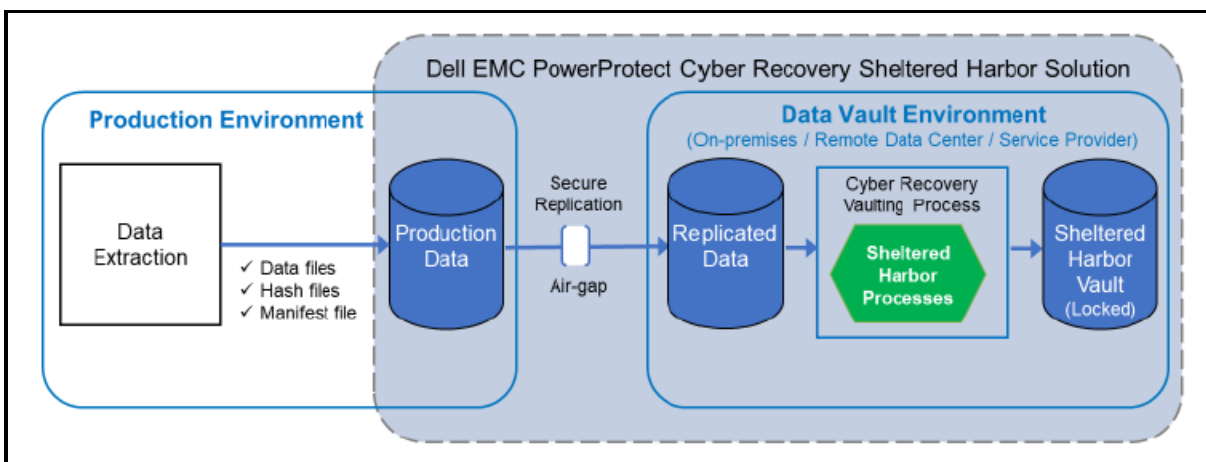 Dell EMC PowerProtect Cyber Recovery Sheltered Harbor Solution
Production Environment
Data
Extraction
✓ Data files
✓ Hash files
✓ Manifest file
Production
Data
Secure
Replication
Air-gap
Data Vault Environment
(On-premises / Remote Data Center / Service Provider)
Replicated
Data
Cyber Recovery
Vaulting Process
Sheltered
Harbor
Processes
Sheltered
Harbor
Vault
(Locked)